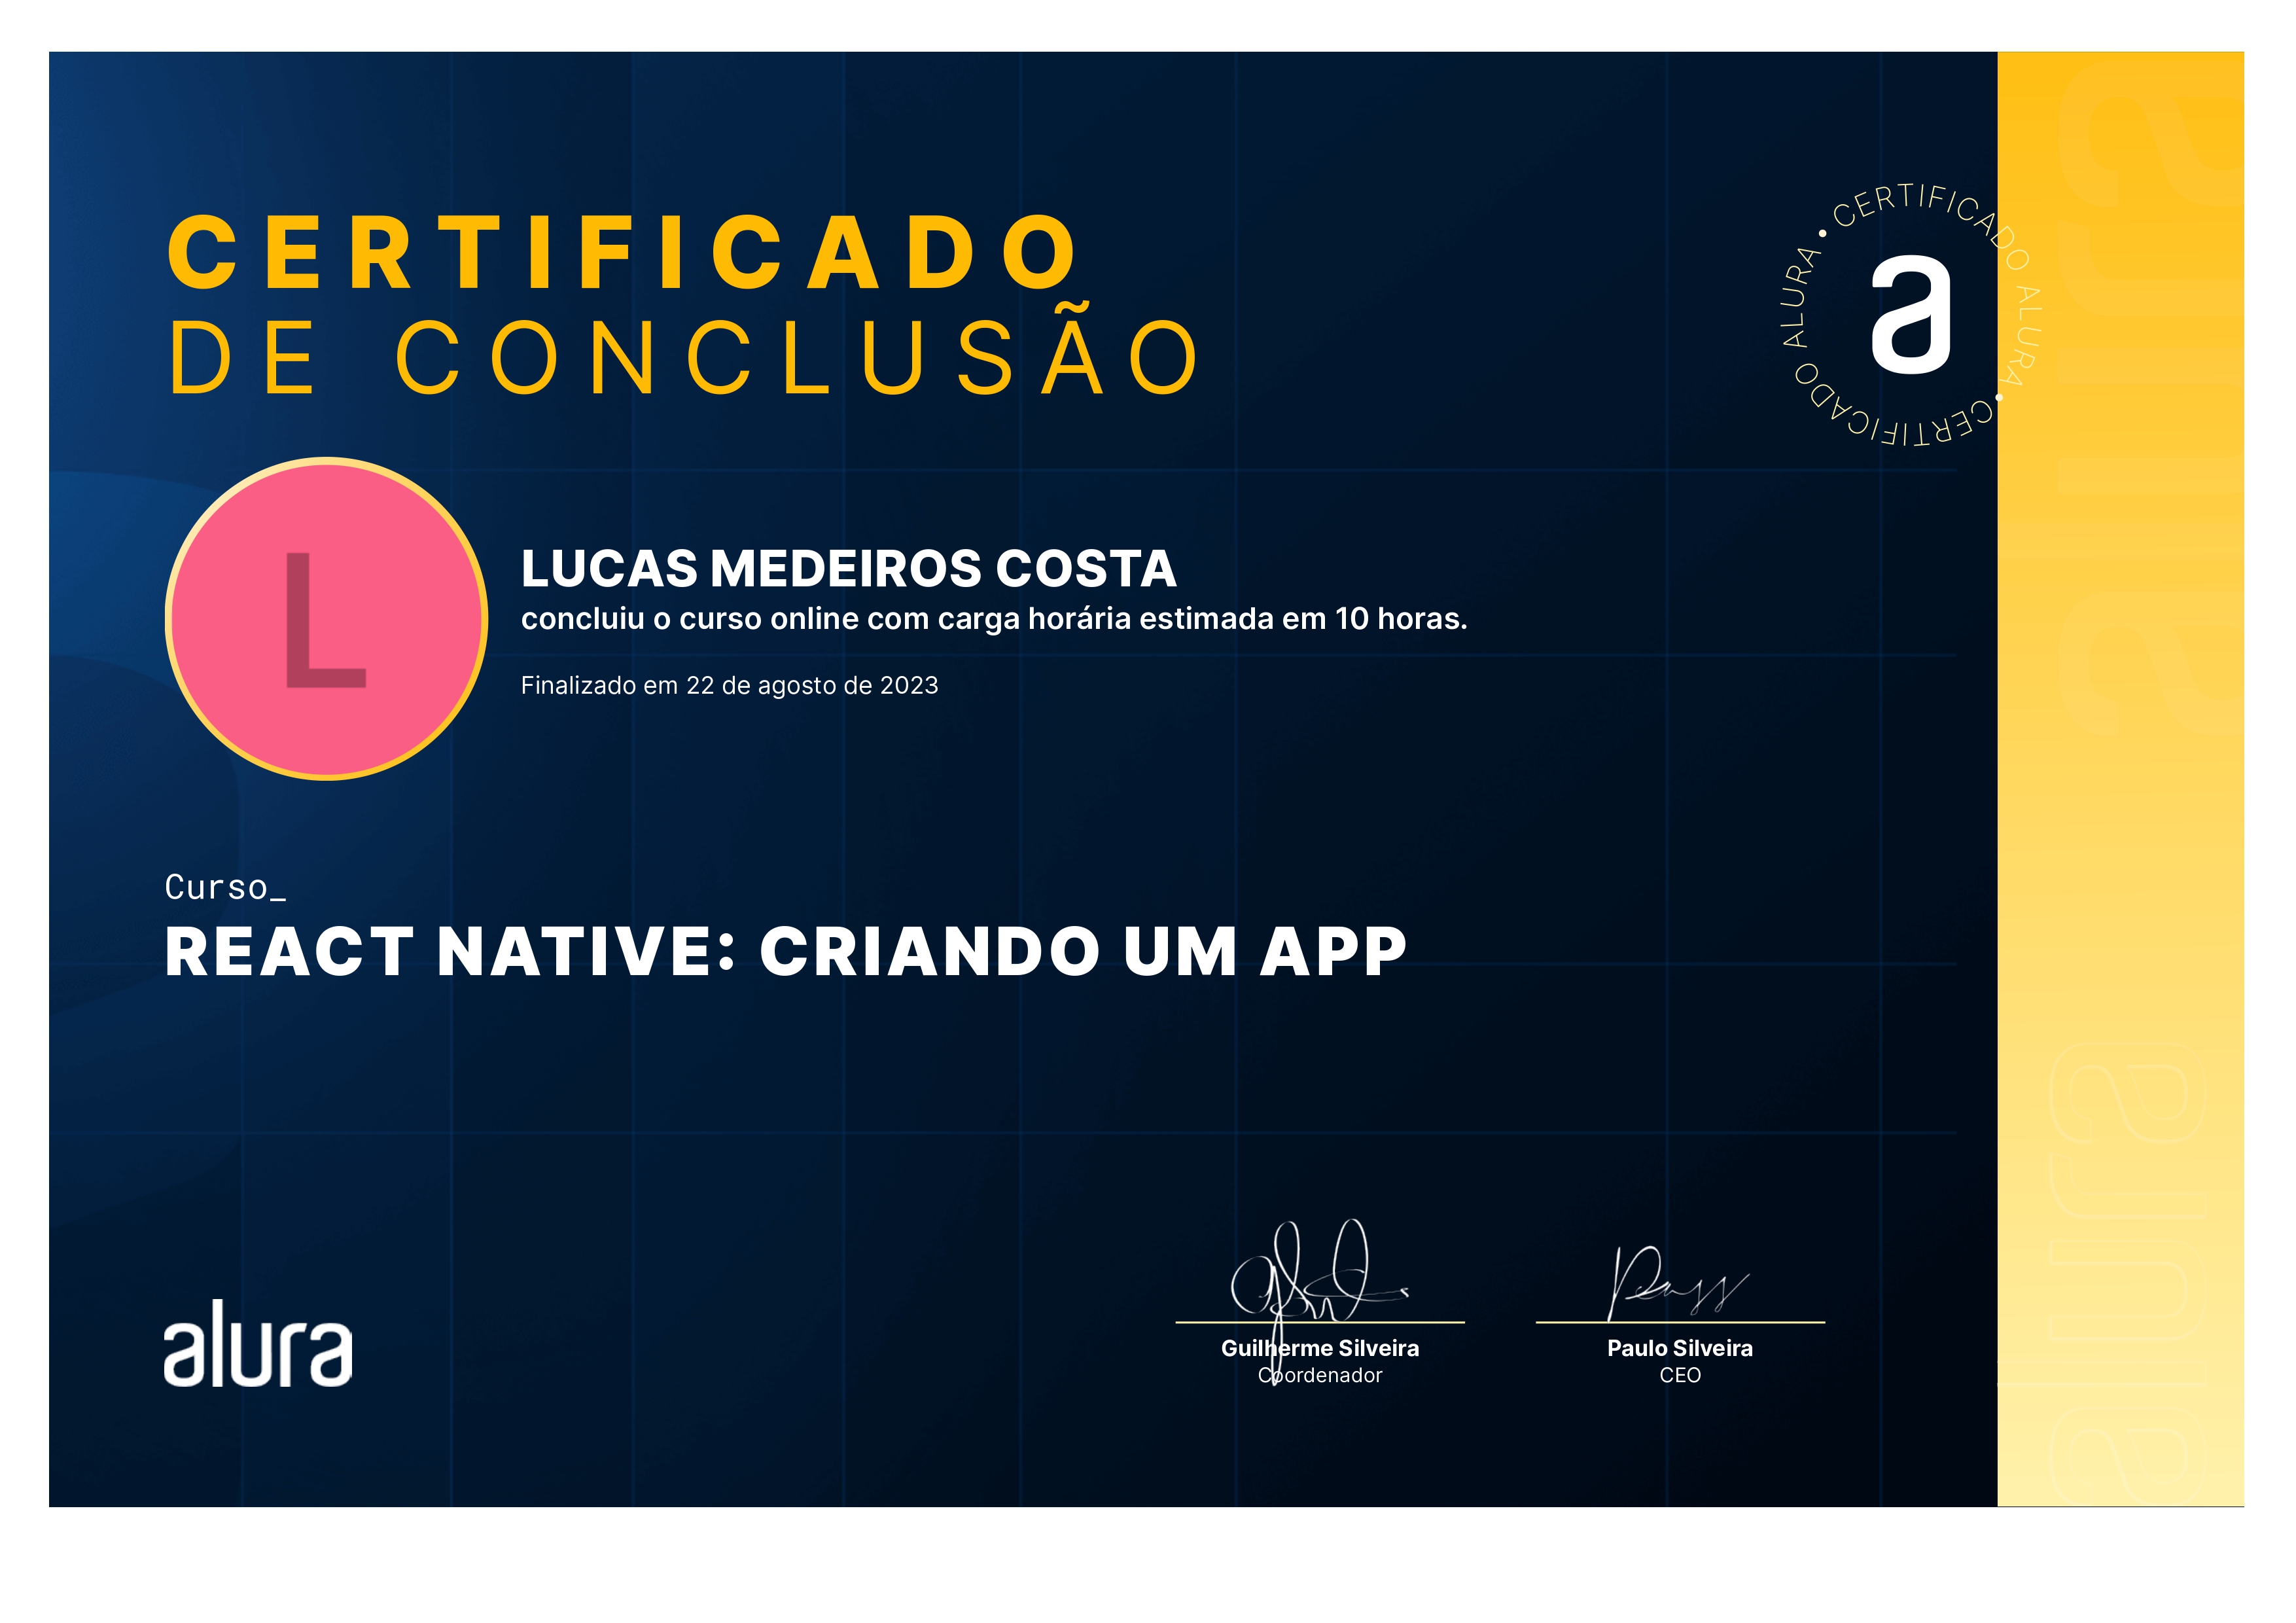 CERTIFICADO
DE CONCLUSÃO
CERTIFICADO ALURA • CERTIFICADO ALURA •
a
L
LUCAS MEDEIROS COSTA
concluiu o curso online com carga horária estimada em 10 horas.
Finalizado em 22 de agosto de 2023
Curso_
REACT NATIVE: CRIANDO UM APP
alura
Guilherme Silveira
Coordenador
Paulo Silveira
CEO
alura
alura